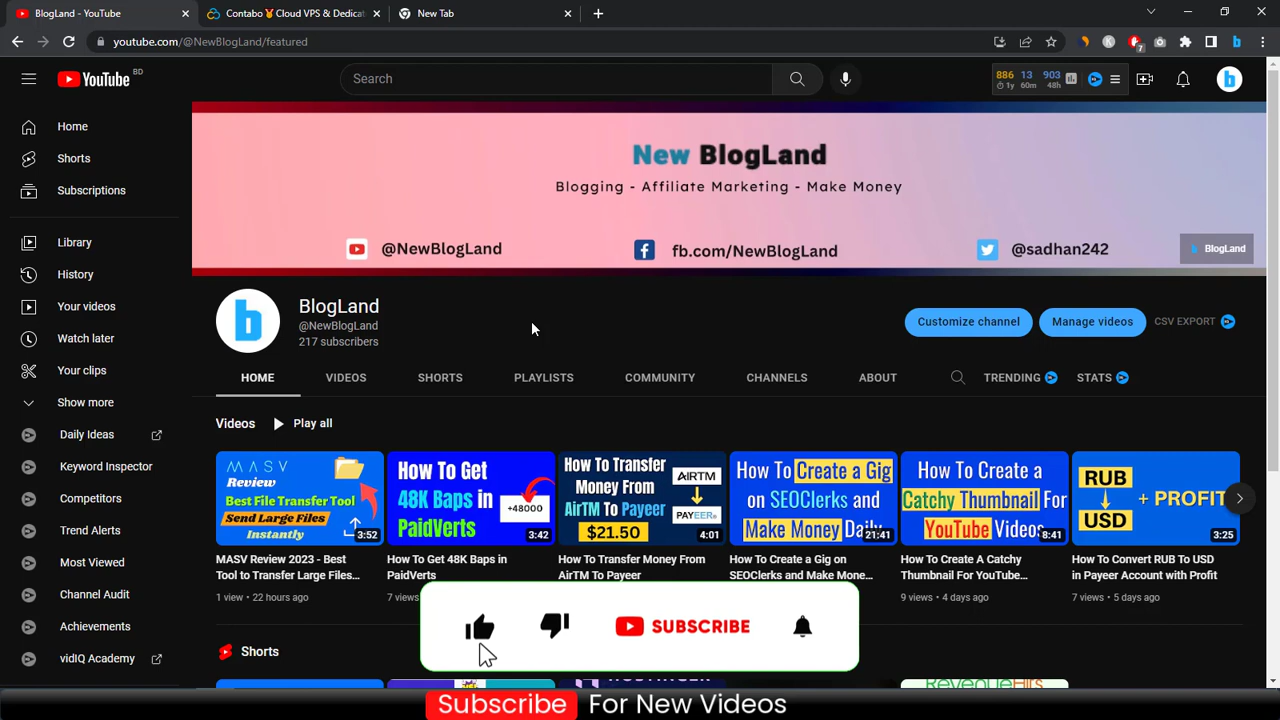 BlogLand - YouTube
Contabo Cloud VPS & Dedicat
New Tab
youtube.com/@NewBlogLand/featured
7
YouTube BD
Search
886 13 903
1y 60m 48h
b
Home
Shorts
Subscriptions
Library
History
Your videos
Watch later
Your clips
Show more
Daily Ideas
Keyword Inspector
Competitors
Trend Alerts
Most Viewed
Channel Audit
Achievements
vidIQ Academy
New BlogLand
Blogging - Affiliate Marketing - Make Money
@NewBlogLand
fb.com/NewBlogLand
@sadhan242
b BlogLand
b
BlogLand
@NewBlogLand
217 subscribers
Customize channel
Manage videos
CSV EXPORT
HOME
VIDEOS
SHORTS
PLAYLISTS
COMMUNITY
CHANNELS
ABOUT
TRENDING
STATS
Videos
Play all
MASV
Review
Best File Transfer Tool
Send Large Files
Instantly
3:52
MASV Review 2023 - Best
Tool to Transfer Large Files...
1 view • 22 hours ago
How To Get
48K Baps in
PaidVerts
+48000
3:42
How To Get 48K Baps in
PaidVerts
7 views
How To Transfer
Money From
AirTM To Payeer
$21.50
AIRTM
PAYEER
4:01
How To Transfer Money From
AirTM To Payeer
How To Create a Gig
on SEOClerks and
Make Money Daily
21:41
How To Create a Gig on
SEOClerks and Make Mone...
How To Create a
Catchy Thumbnail For
YouTube Videos
8:41
How To Create A Catchy
Thumbnail For YouTube...
9 views • 4 days ago
RUB
USD
+ PROFIT
3:25
How To Convert RUB To USD
in Payeer Account with Profit
7 views • 5 days ago
Shorts
SUBSCRIBE
RevenueHits
Subscribe For New Videos